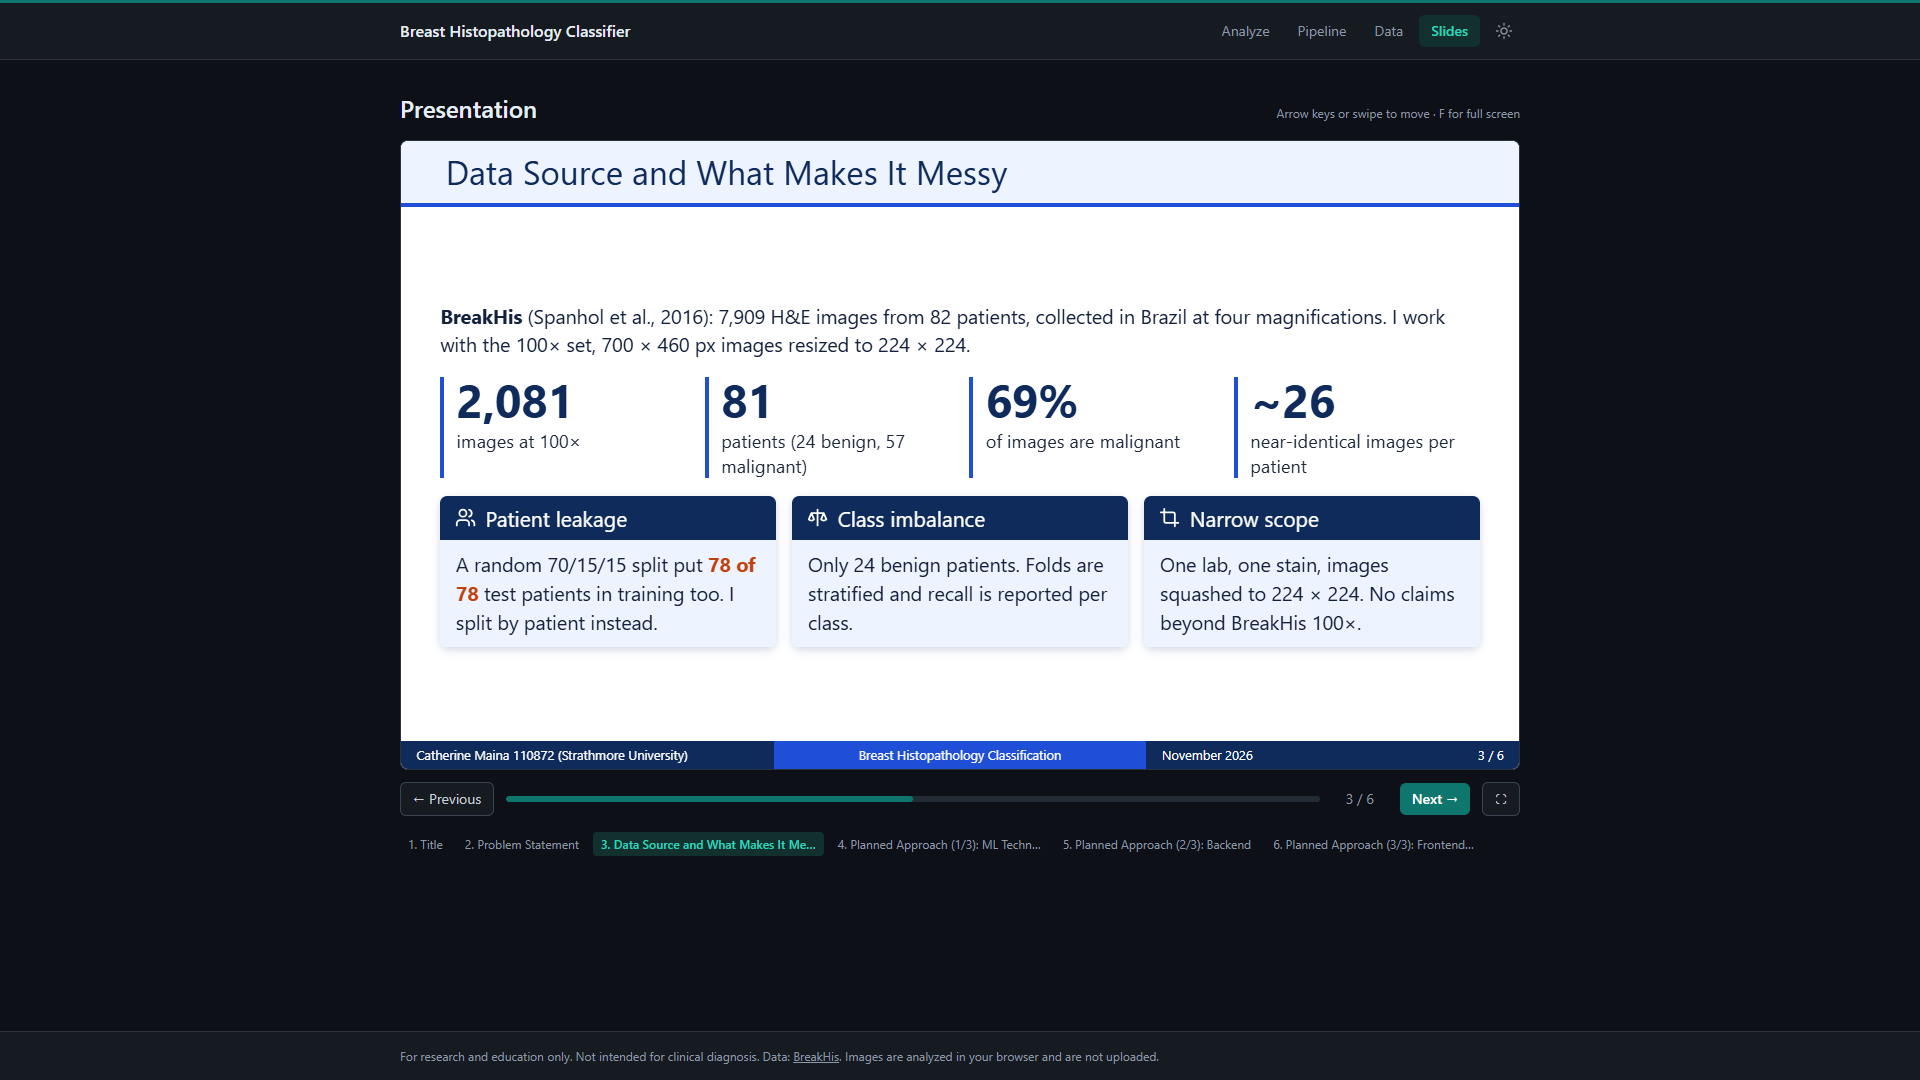 Breast Histopathology Classifier
Analyze
Pipeline
Data
Slides
Presentation
Arrow keys or swipe to move · F for full screen
Data Source and What Makes It Messy
BreakHis (Spanhol et al., 2016): 7,909 H&E images from 82 patients, collected in Brazil at four magnifications. I work
with the 100× set, 700 × 460 px images resized to 224 × 224.
2,081
images at 100×
81
patients (24 benign, 57
malignant)
69%
of images are malignant
~26
near-identical images per
patient
Patient leakage
A random 70/15/15 split put 78 of
78 test patients in training too. I
split by patient instead.
Class imbalance
Only 24 benign patients. Folds are
stratified and recall is reported per
class.
Narrow scope
One lab, one stain, images
squashed to 224 × 224. No claims
beyond BreakHis 100×.
Catherine Maina 110872 (Strathmore University)
Breast Histopathology Classification
November 2026
3 / 6
← Previous
3 / 6
Next →
1. Title
2. Problem Statement
3. Data Source and What Makes It Me...
4. Planned Approach (1/3): ML Techn...
5. Planned Approach (2/3): Backend
6. Planned Approach (3/3): Frontend...
For research and education only. Not intended for clinical diagnosis. Data: BreakHis. Images are analyzed in your browser and are not uploaded.